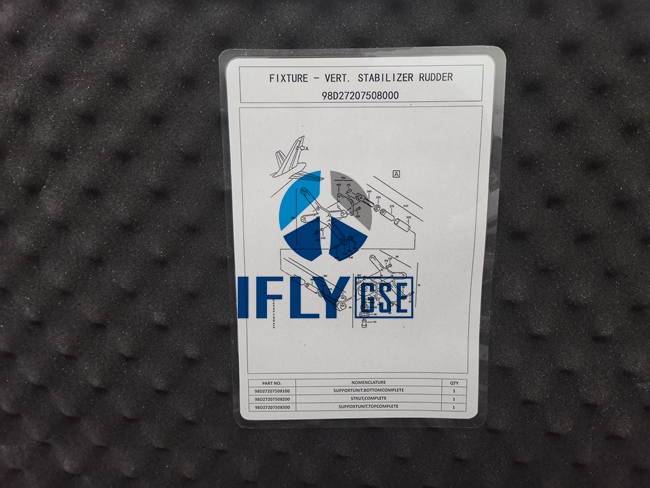 FIXTURE - VERT. STABILIZER RUDDER
98D27207508000
A
A
IFLY GSE
PART NO. NOMENCLATURE QTY
98D27207508100 SUPPORTUNIT,BOTTOMCOMPLETE 1
98D27207508200 STRUT,COMPLETE 1
98D27207508300 SUPPORTUNIT,TOPCOMPLETE 1